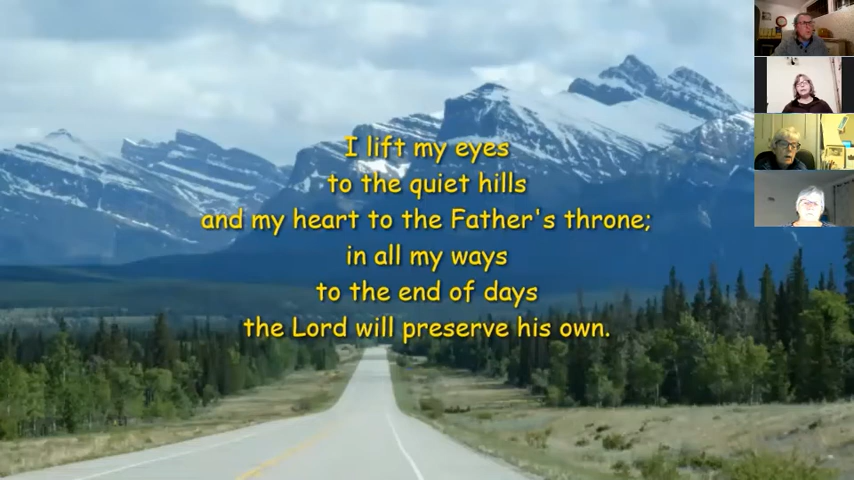 I lift my eyes
to the quiet hills
and my heart to the Father's throne;
in all my ways
to the end of days
the Lord will preserve his own.